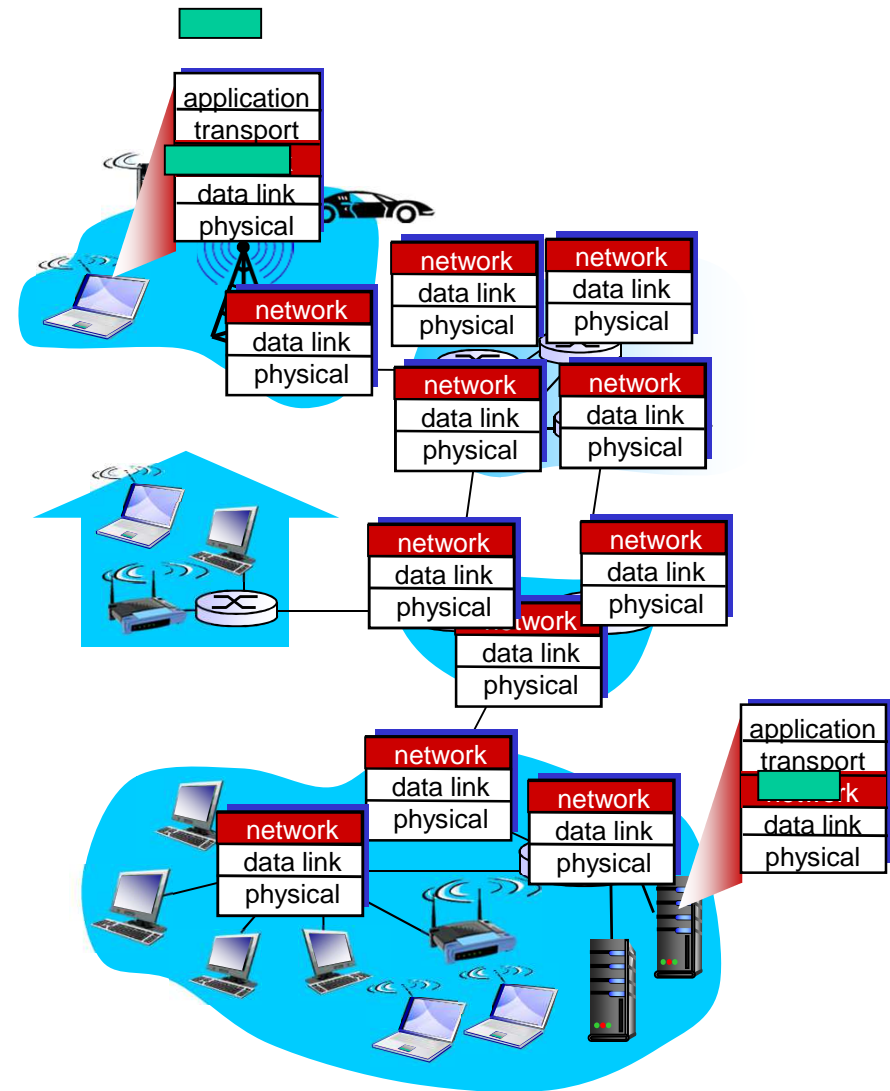 application
transport
data link
physical
network
data link
physical
network
data link
physical
network
data link
physical
network
data link
physical
network
data link
physical
network
data link
physical
network
data link
physical
network
data link
physical
application
transport
data link
physical
network
data link
physical
network
data link
physical
network
data link
physical